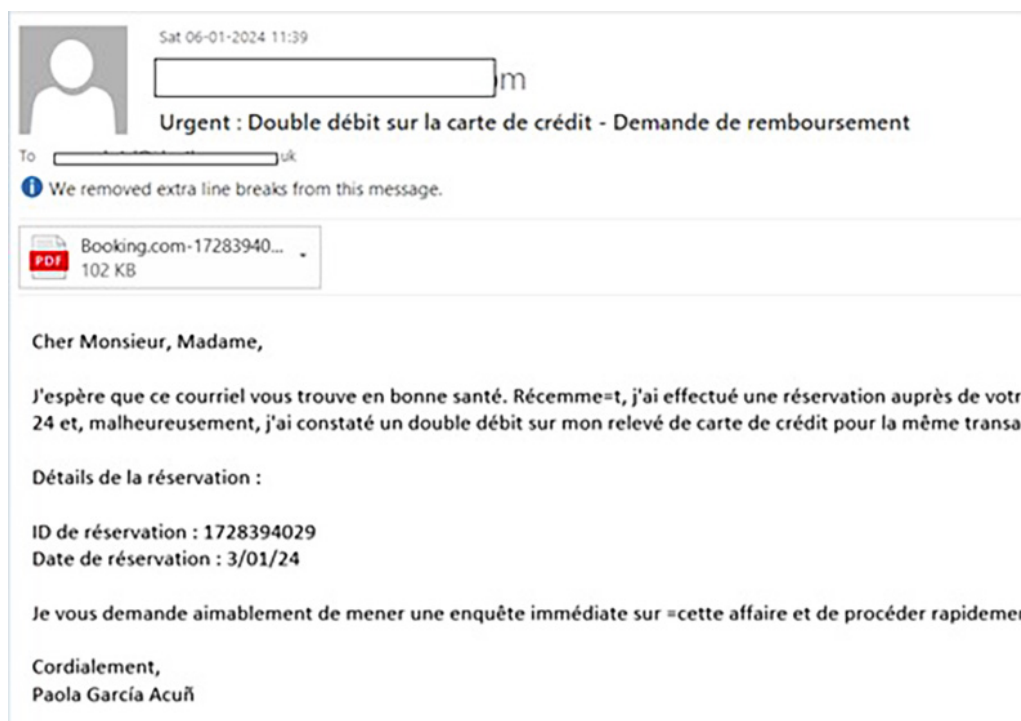 Sat 06-01-2024 11:39
m
Urgent : Double débit sur la carte de crédit - Demande de remboursement
To uk
We removed extra line breaks from this message.
Booking.com-17283940...
PDF
102 KB
Cher Monsieur, Madame,
J'espère que ce courriel vous trouve en bonne santé. Récemme=t, j'ai effectué une réservation auprès de votr
24 et, malheureusement, j'ai constaté un double débit sur mon relevé de carte de crédit pour la même transa
Détails de la réservation :
ID de réservation : 1728394029
Date de réservation : 3/01/24
Je vous demande aimablement de mener une enquête immédiate sur =cette affaire et de procéder rapidemer
Cordialement,
Paola García Acuñ